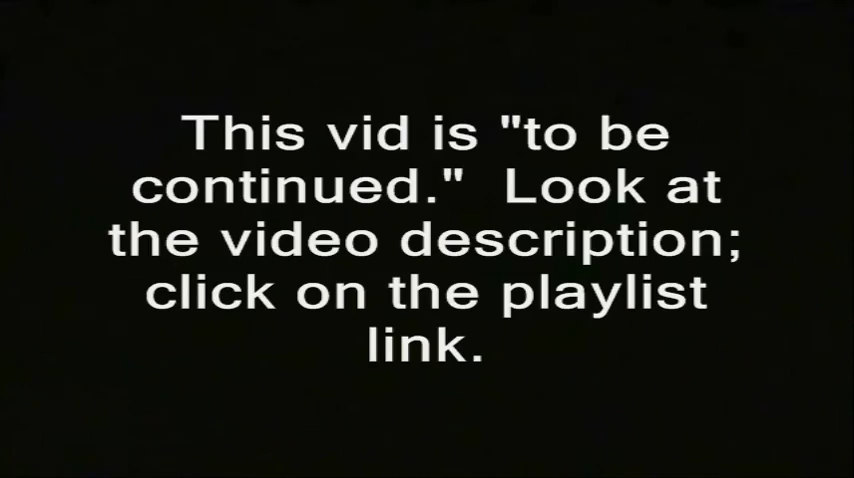 This vid is "to be
continued."  Look at
the video description;
click on the playlist
link.